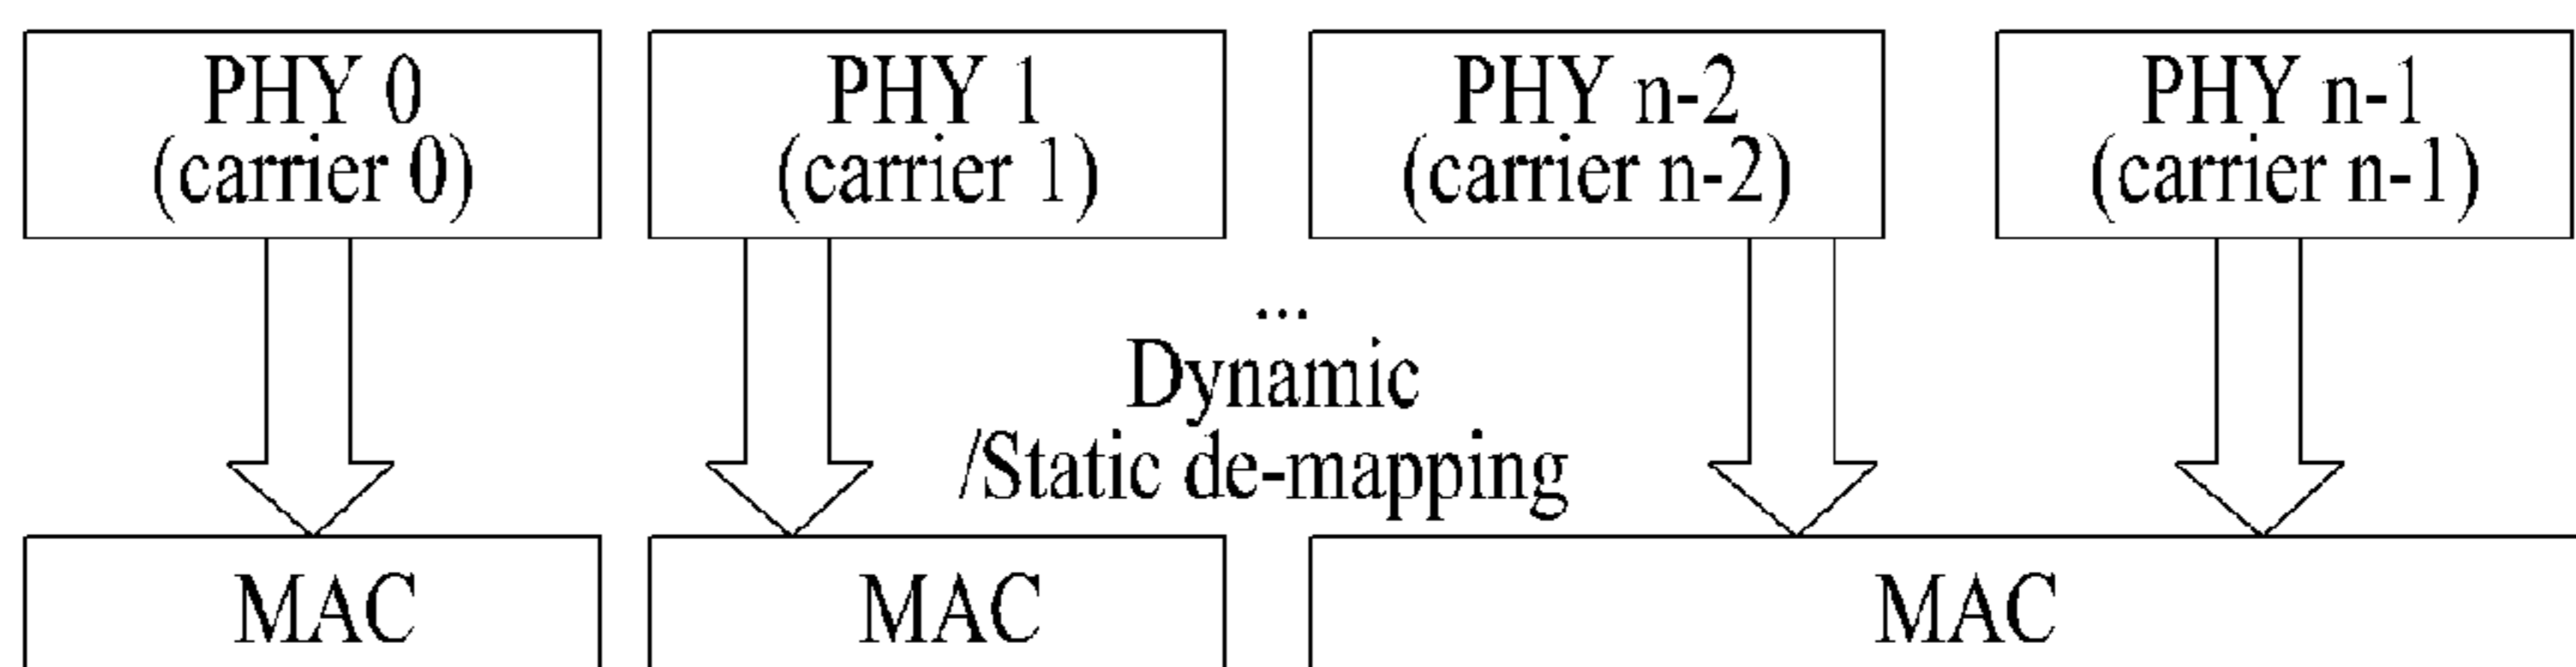 PHY 0
(carrier 0)
PHY 1
(carrier 1)
PHY n-2
(carrier n-2)
PHY n-1
(carrier n-1)
...
Dynamic
/Static de-mapping
MAC
MAC
MAC